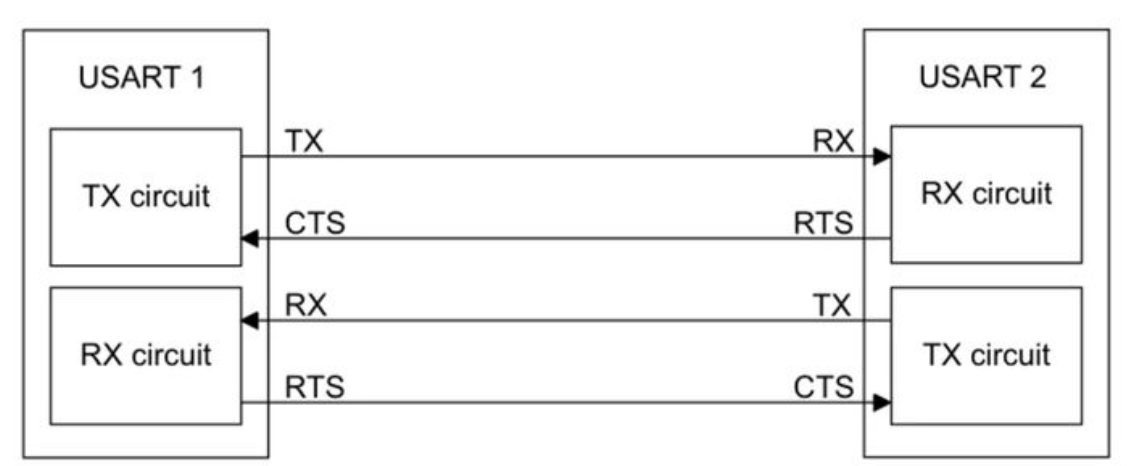 USART 1
USART 2
TX
RX
TX circuit
RX circuit
CTS
RTS
RX
TX
RX circuit
TX circuit
RTS
CTS